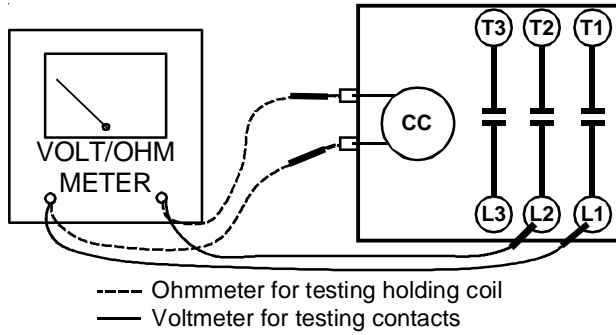 T3 T2 T1
CC
VOLT/OHM
METER
L3 L2 L1
Ohmmeter for testing holding coil
Voltmeter for testing contacts